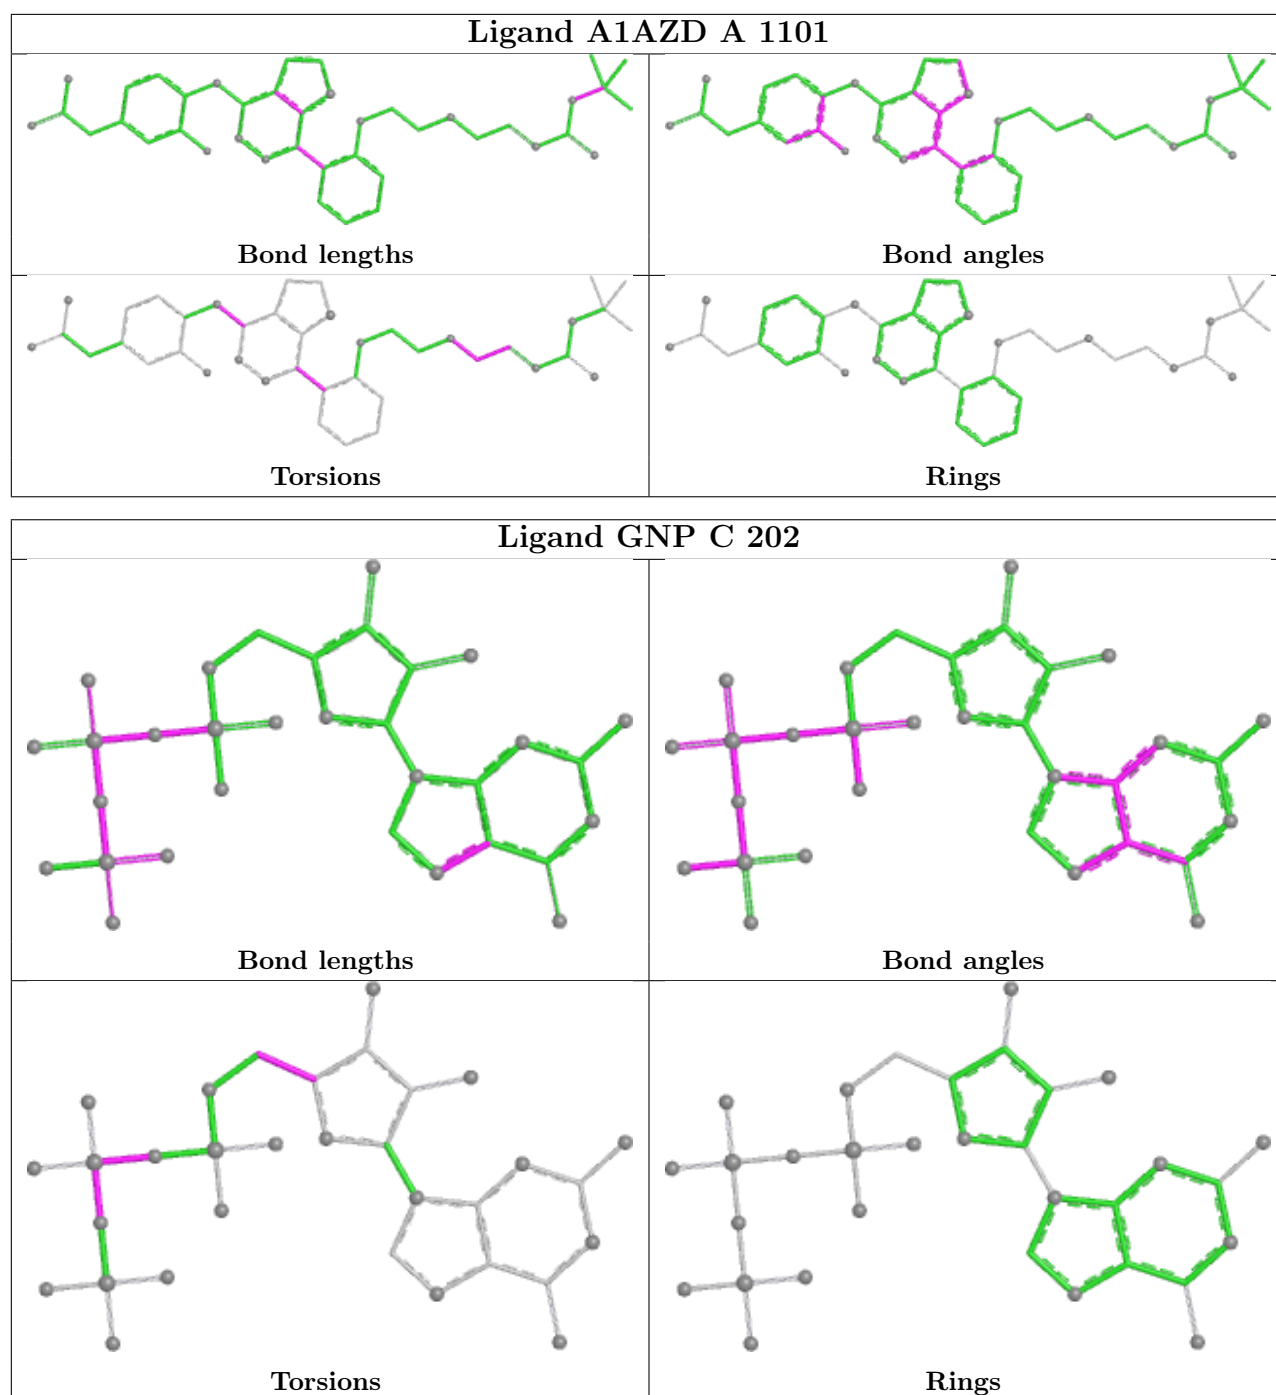 Ligand A1AZD A 1101
Bond lengths
Bond angles
Torsions
Rings
Ligand GNP C 202
Bond lengths
Bond angles
Torsions
Rings